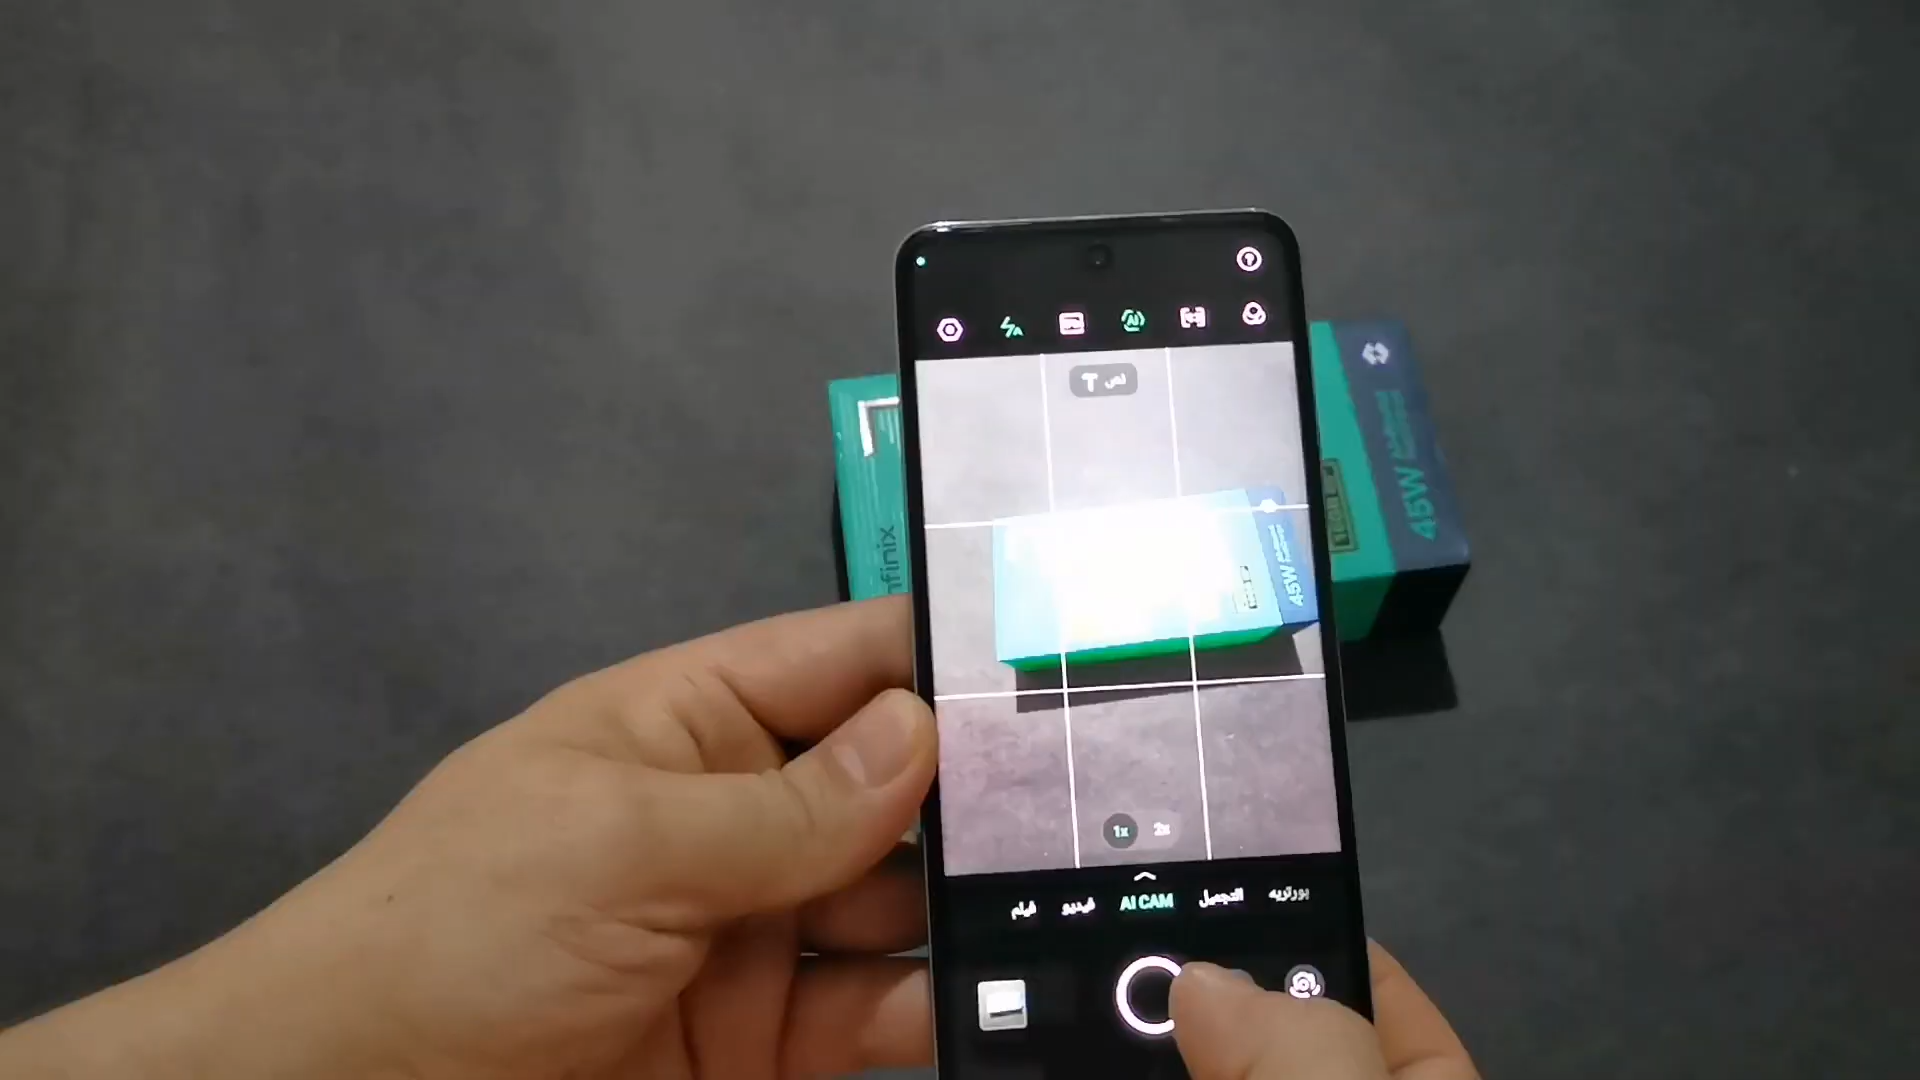 نص T
45W
45W
nfinix
1x 2x
بورتريه
التجميل
AI CAM
فيديو
فيلم